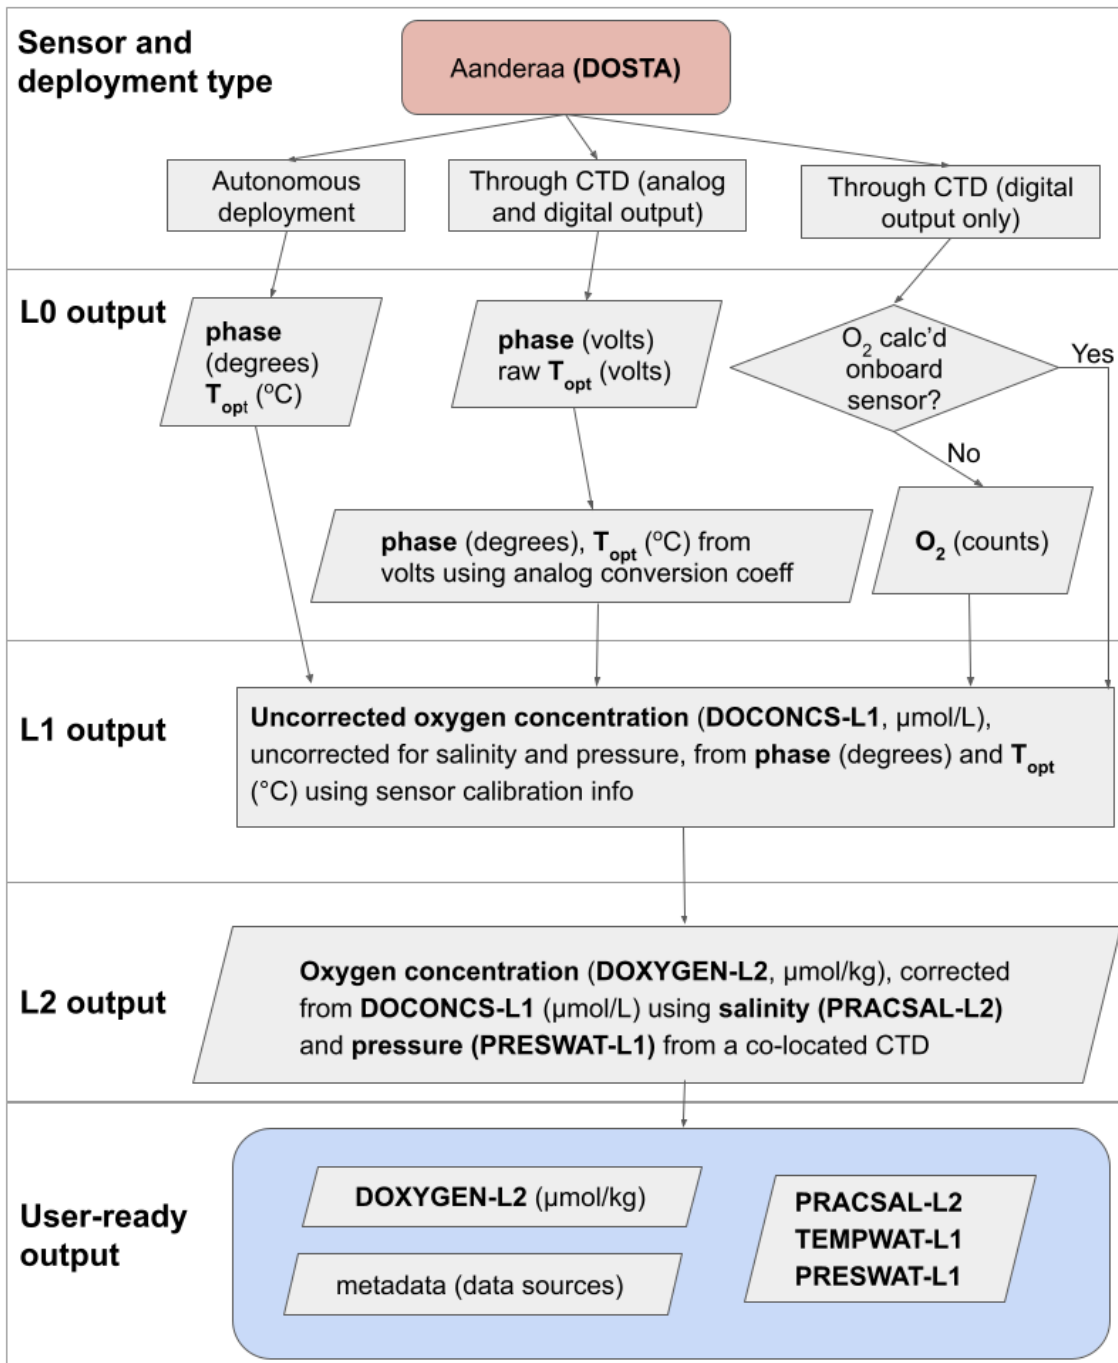 Sensor and
deployment type
Aanderaa (DOSTA)
Autonomous
deployment
Through CTD (analog
and digital output)
Through CTD (digital
output only)
L0 output
phase
(degrees)
Topt (°C)
phase (volts)
raw Topt (volts)
O2 calc’d
onboard
sensor?
Yes
No
phase (degrees), Topt (°C) from
volts using analog conversion coeff
O2 (counts)
L1 output
Uncorrected oxygen concentration (DOCONCS-L1, µmol/L),
uncorrected for salinity and pressure, from phase (degrees) and Topt
(°C) using sensor calibration info
L2 output
Oxygen concentration (DOXYGEN-L2, µmol/kg), corrected
from DOCONCS-L1 (µmol/L) using salinity (PRACSAL-L2)
and pressure (PRESWAT-L1) from a co-located CTD
User-ready
output
DOXYGEN-L2 (µmol/kg)
metadata (data sources)
PRACSAL-L2
TEMPWAT-L1
PRESWAT-L1